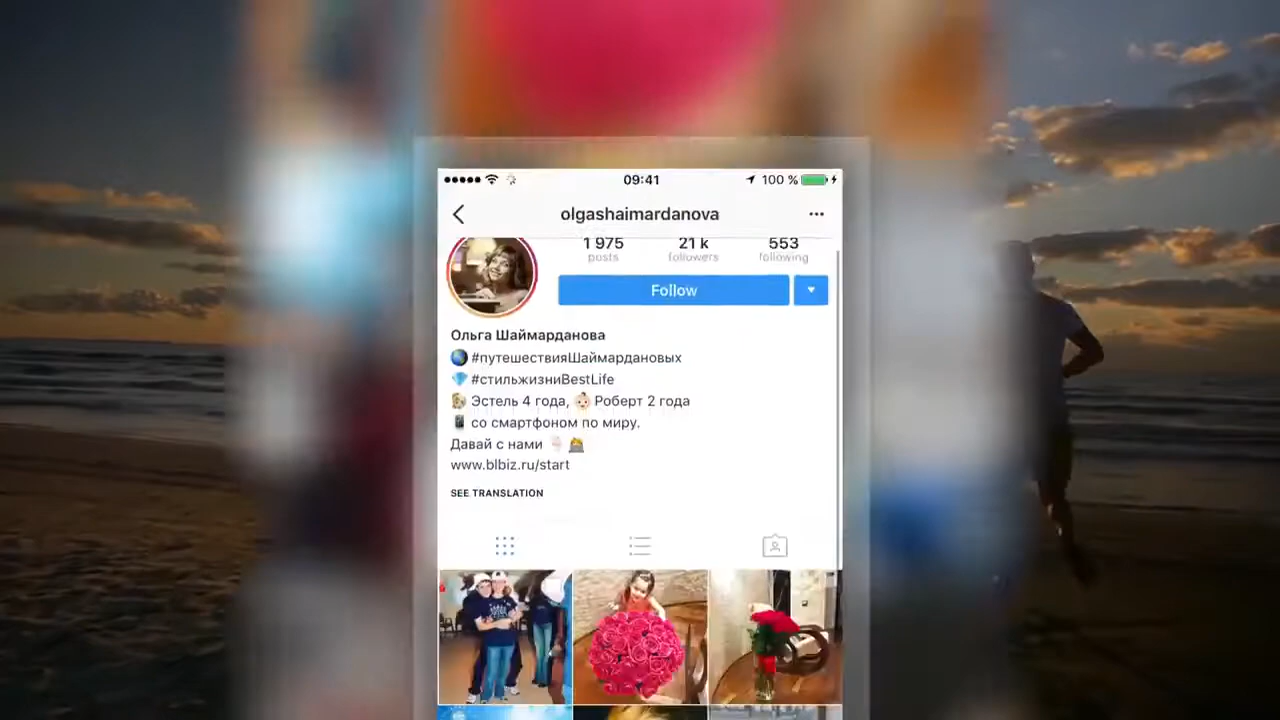 09:41
100 %
olgashaimardanova
1 975
21 k
553
posts
followers
following
Follow
Ольга Шаймарданова
#путешествияШаймардановых
#стильжизниBestLife
Эстель 4 года, Роберт 2 года
со смартфоном по миру.
Давай с нами
www.blbiz.ru/start
SEE TRANSLATION